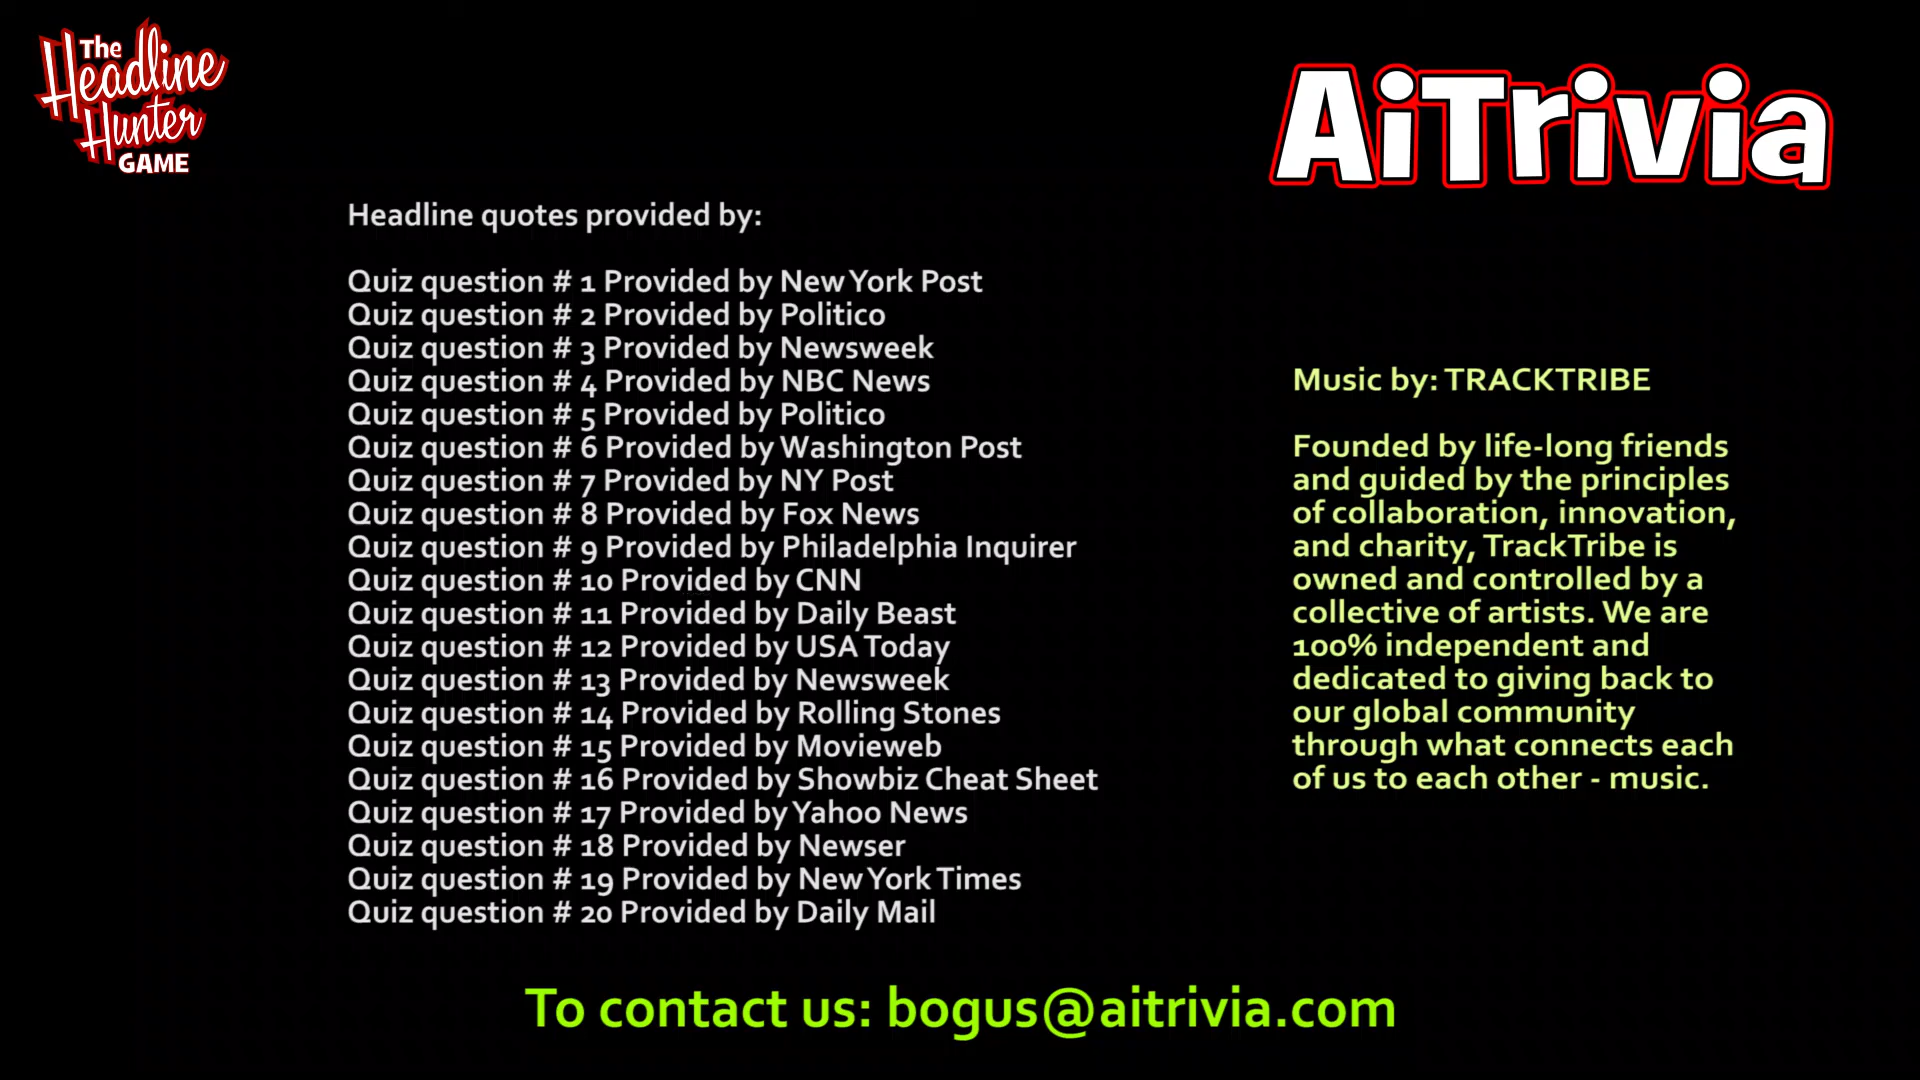 The
Headline
Hunter
GAME
AiTrivia
Headline quotes provided by:
Quiz question # 1 Provided by New York Post
Quiz question # 2 Provided by Politico
Quiz question # 3 Provided by Newsweek
Quiz question # 4 Provided by NBC News
Quiz question # 5 Provided by Politico
Quiz question # 6 Provided by Washington Post
Quiz question # 7 Provided by NY Post
Quiz question # 8 Provided by Fox News
Quiz question # 9 Provided by Philadelphia Inquirer
Quiz question # 10 Provided by CNN
Quiz question # 11 Provided by Daily Beast
Quiz question # 12 Provided by USA Today
Quiz question # 13 Provided by Newsweek
Quiz question # 14 Provided by Rolling Stones
Quiz question # 15 Provided by Movieweb
Quiz question # 16 Provided by Showbiz Cheat Sheet
Quiz question # 17 Provided by Yahoo News
Quiz question # 18 Provided by Newser
Quiz question # 19 Provided by New York Times
Quiz question # 20 Provided by Daily Mail
Music by: TRACKTRIBE
Founded by life-long friends
and guided by the principles
of collaboration, innovation,
and charity, TrackTribe is
owned and controlled by a
collective of artists. We are
100% independent and
dedicated to giving back to
our global community
through what connects each
of us to each other - music.
To contact us: bogus@aitrivia.com